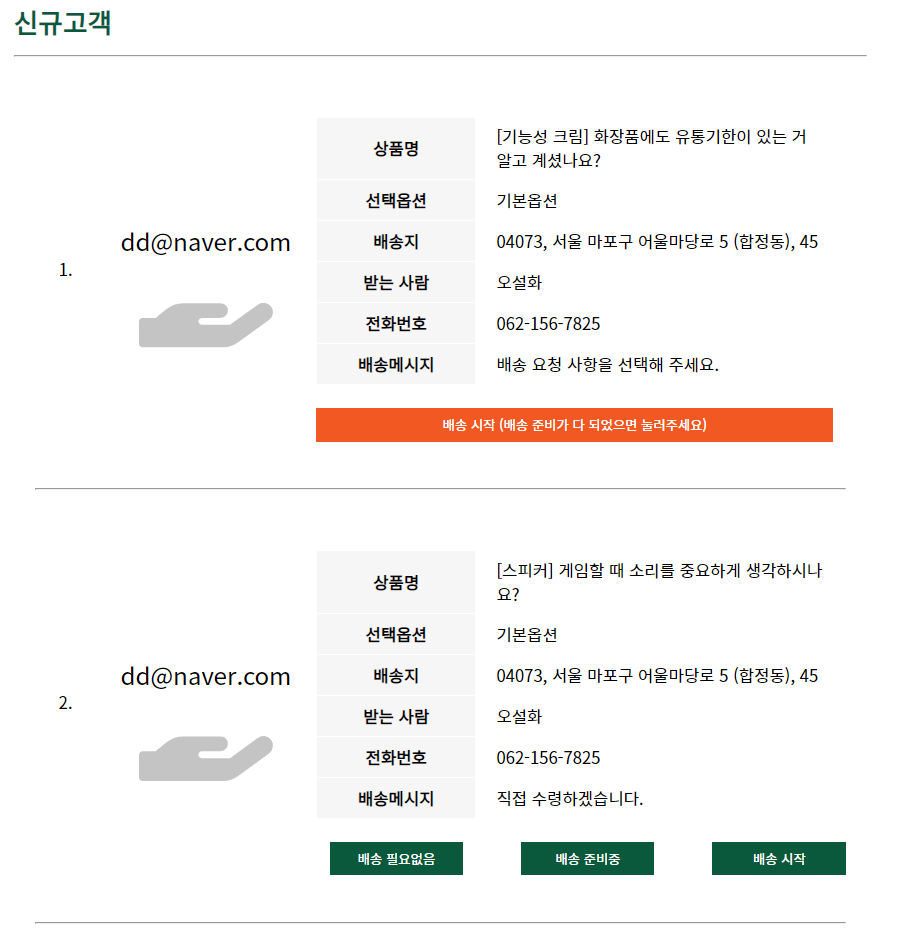 신규고객
1.
dd@naver.com
상품명
[기능성 크림] 화장품에도 유통기한이 있는 거
알고 계셨나요?
선택옵션
기본옵션
배송지
04073, 서울 마포구 어울마당로 5 (합정동), 45
받는 사람
오설화
전화번호
062-156-7825
배송메시지
배송 요청 사항을 선택해 주세요.
배송 시작 (배송 준비가 다 되었으면 눌러주세요)
2.
dd@naver.com
상품명
[스피커] 게임할 때 소리를 중요하게 생각하시나
요?
선택옵션
기본옵션
배송지
04073, 서울 마포구 어울마당로 5 (합정동), 45
받는 사람
오설화
전화번호
062-156-7825
배송메시지
직접 수령하겠습니다.
배송 필요없음
배송 준비중
배송 시작